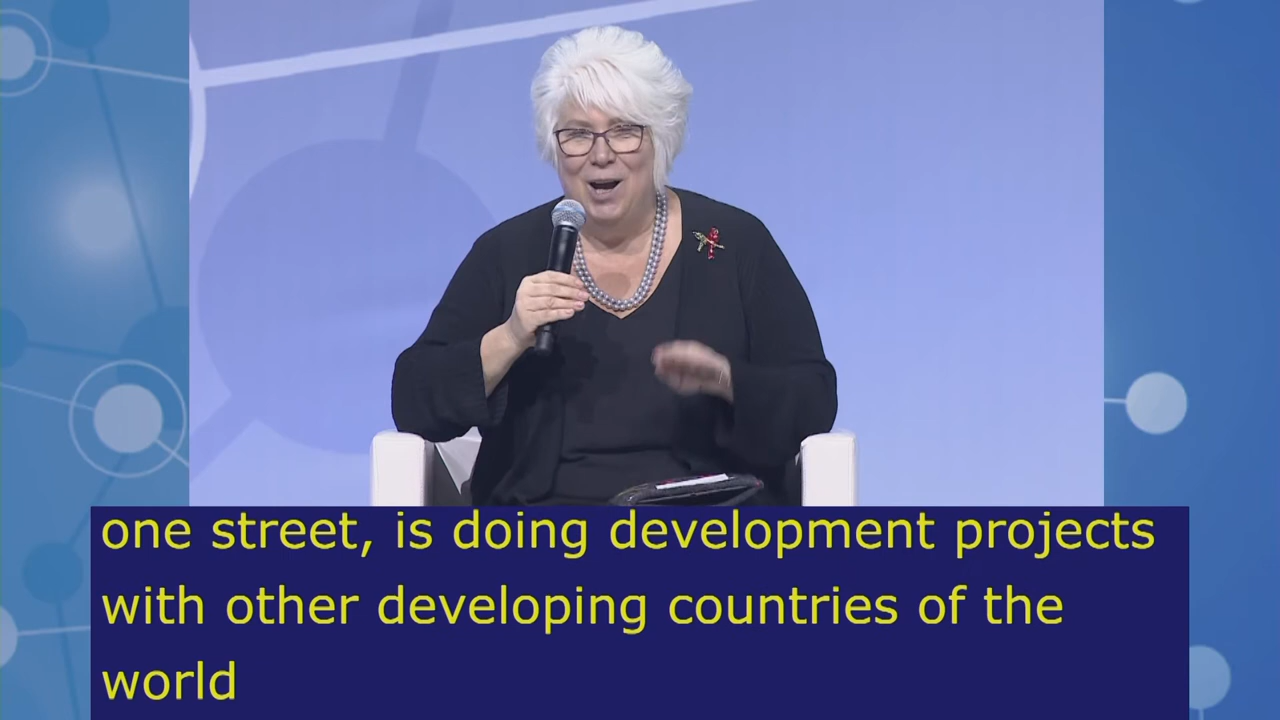 one street, is doing development projects
with other developing countries of the
world